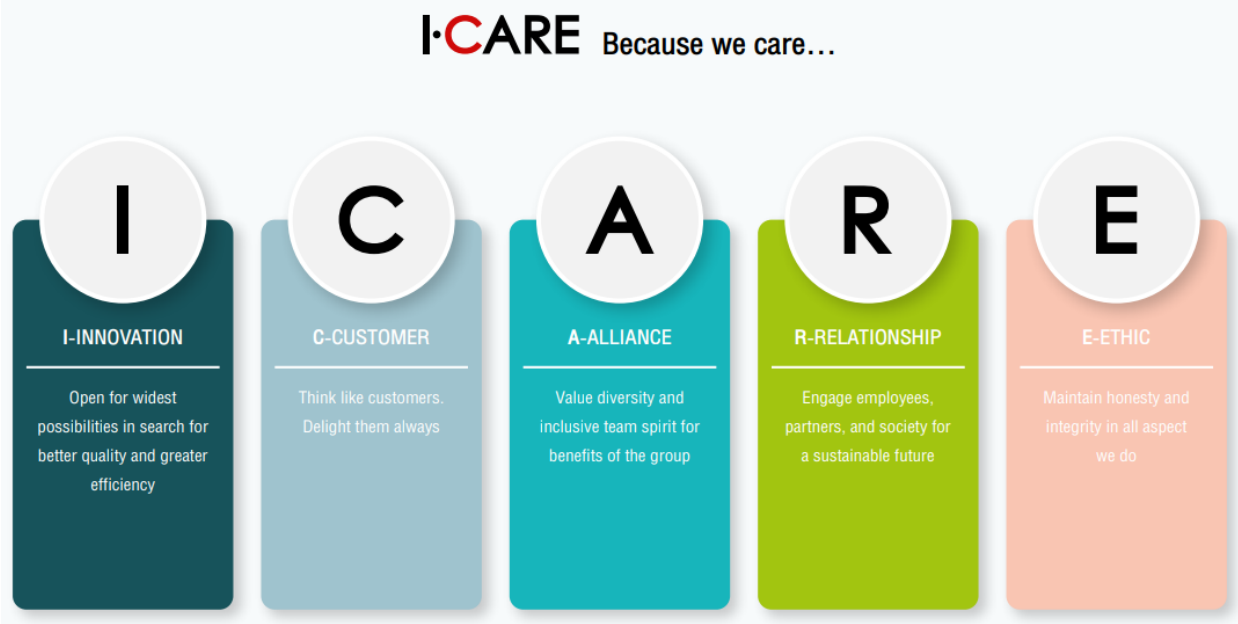 I·CARE Because we care...
I
C
A
R
E
I-INNOVATION
Open for widest
possibilities in search for
better quality and greater
efficiency
C-CUSTOMER
Think like customers.
Delight them always
A-ALLIANCE
Value diversity and
inclusive team spirit for
benefits of the group
R-RELATIONSHIP
Engage employees,
partners, and society for
a sustainable future
E-ETHIC
Maintain honesty and
integrity in all aspect
we do